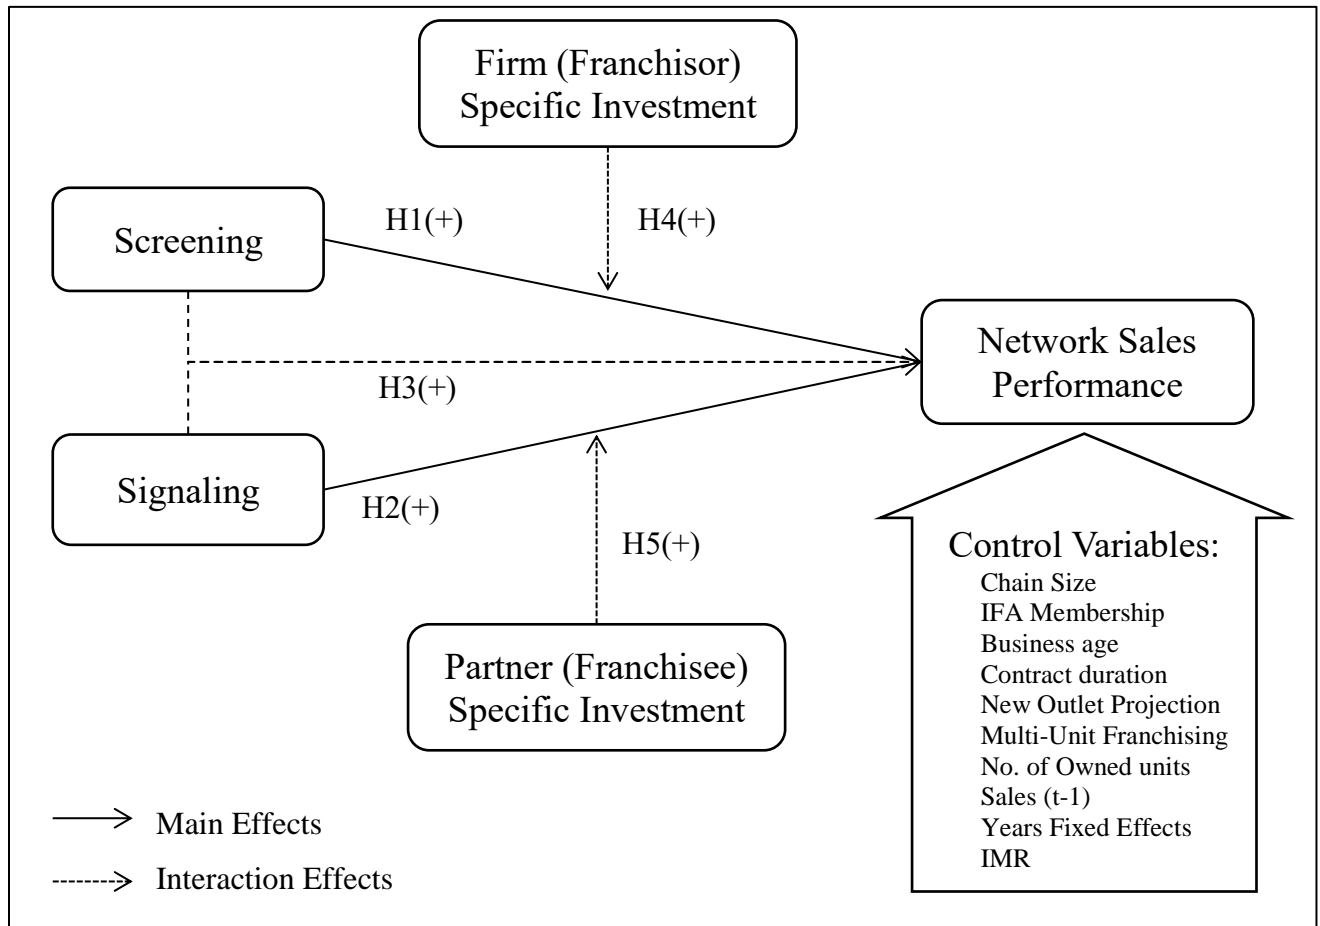 Firm (Franchisor)
Specific Investment
H1(+)
H4(+)
Screening
Network Sales
Performance
H3(+)
Signaling
H2(+)
H5(+)
Control Variables:
Chain Size
IFA Membership
Business age
Contract duration
New Outlet Projection
Multi-Unit Franchising
No. of Owned units
Sales (t-1)
Years Fixed Effects
IMR
Partner (Franchisee)
Specific Investment
Main Effects
Interaction Effects